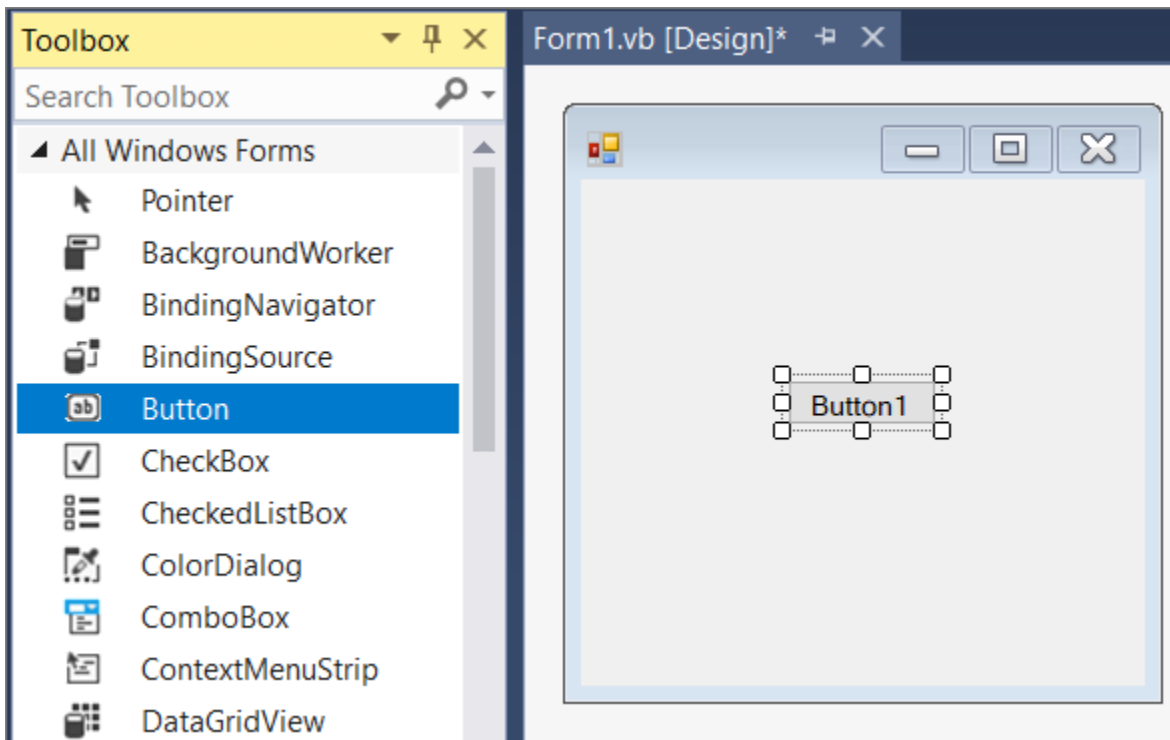 Toolbox
Search Toolbox
All Windows Forms
Pointer
BackgroundWorker
BindingNavigator
BindingSource
ab Button
CheckBox
CheckedListBox
ColorDialog
ComboBox
ContextMenuStrip
DataGridView
Form1.vb [Design]*
Button1